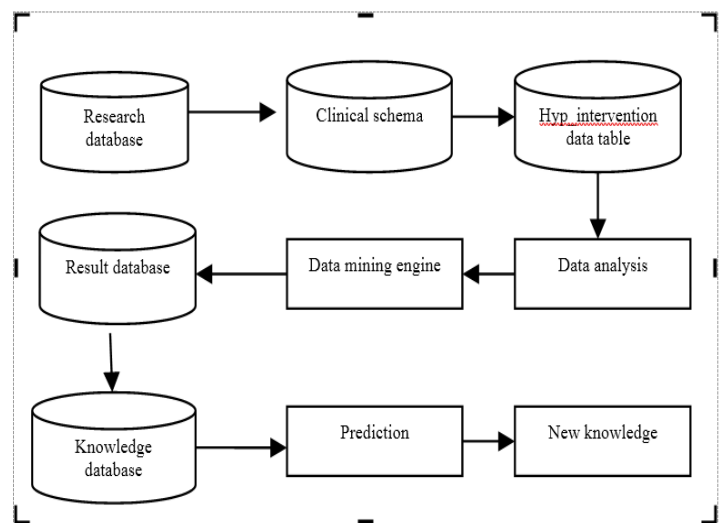 Research
database
Clinical schema
Hyp_intervention
data table
Result database
Data mining engine
Data analysis
Knowledge
database
Prediction
New knowledge